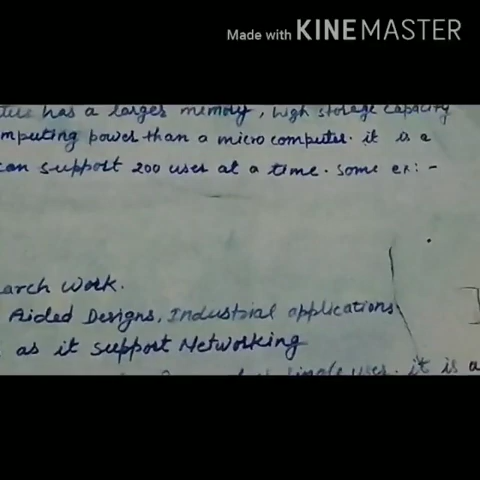 Made with KINEMASTER
has a larger memory, high storage capacity
mputing power than a micro computer. it is a
can support 200 user at a time. Some ex: -
arch work.
Aided Designs, Industrial applications
as it support Networking
single user. it is a